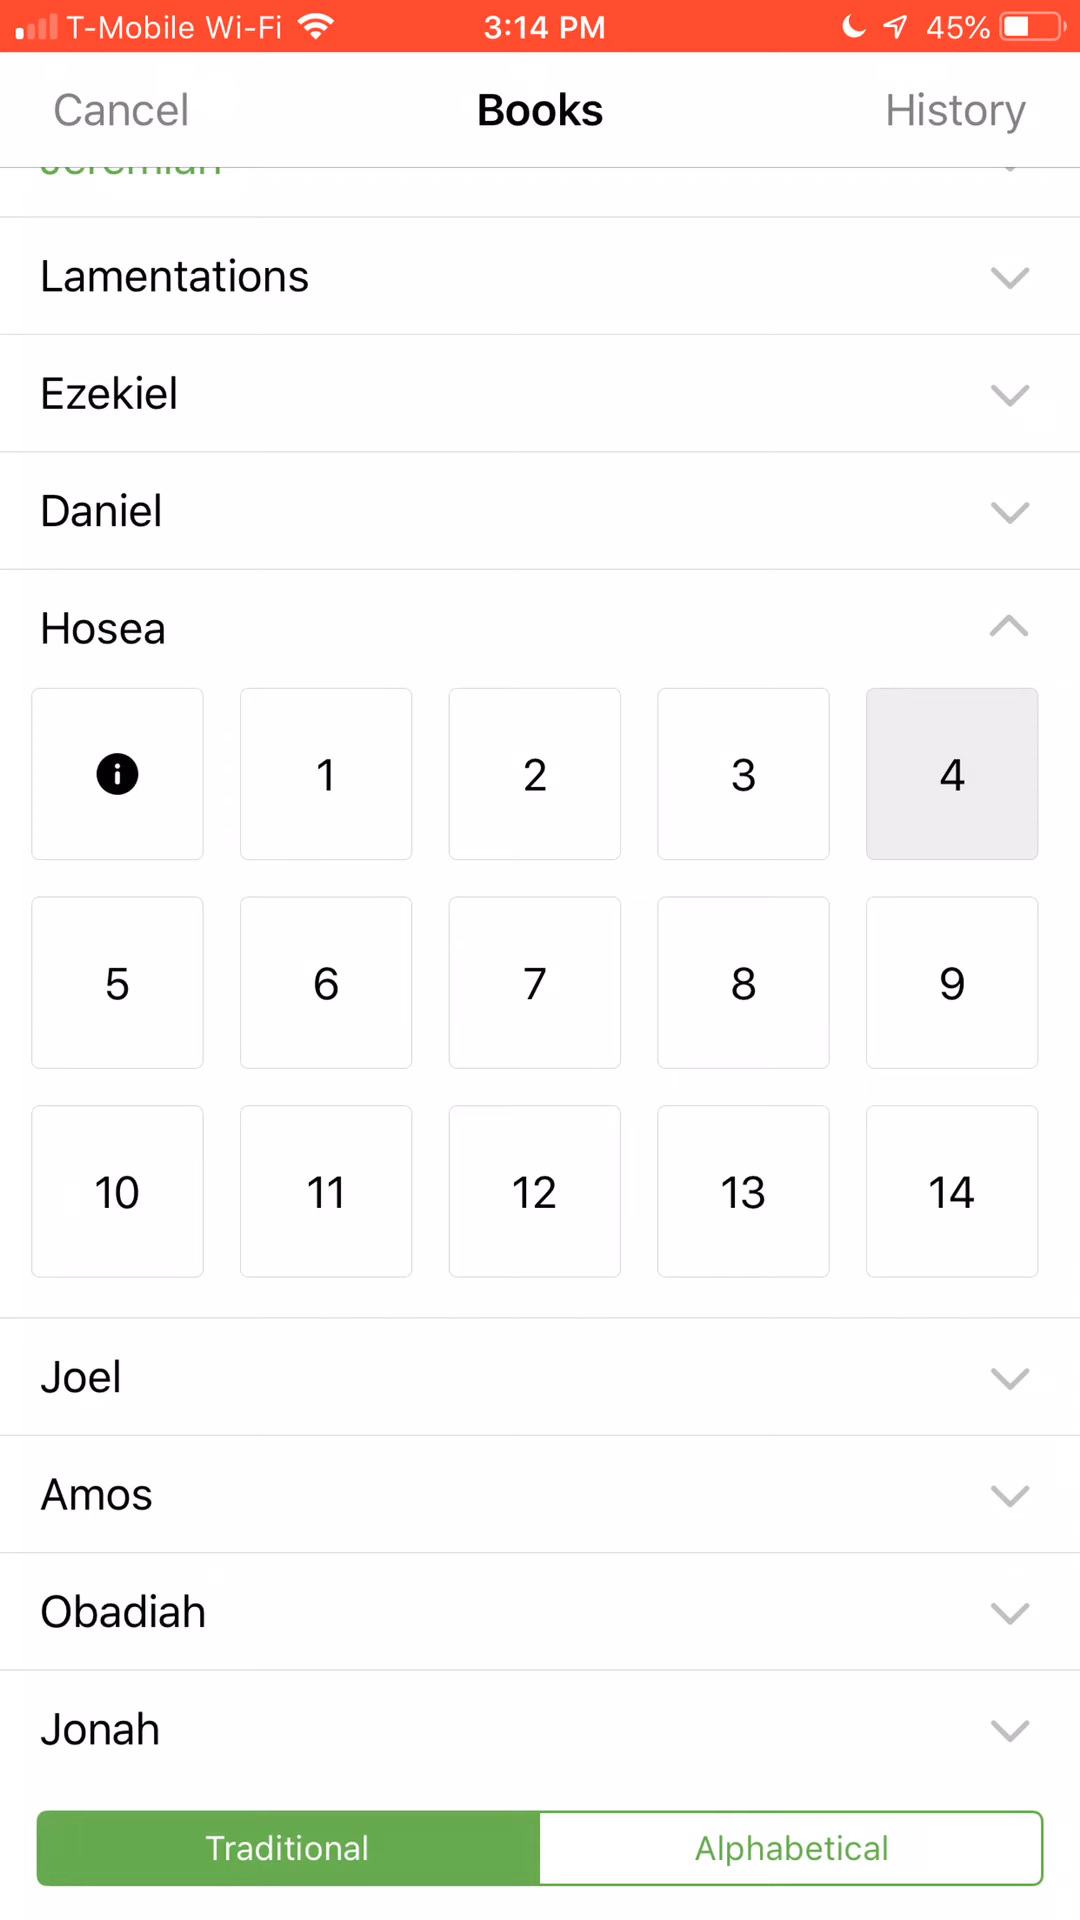 T-Mobile Wi-Fi 3:14 PM 45%
Cancel Books History
Jeremiah
Lamentations
Ezekiel
Daniel
Hosea
1 2 3 4
5 6 7 8 9
10 11 12 13 14
Joel
Amos
Obadiah
Jonah
Traditional Alphabetical